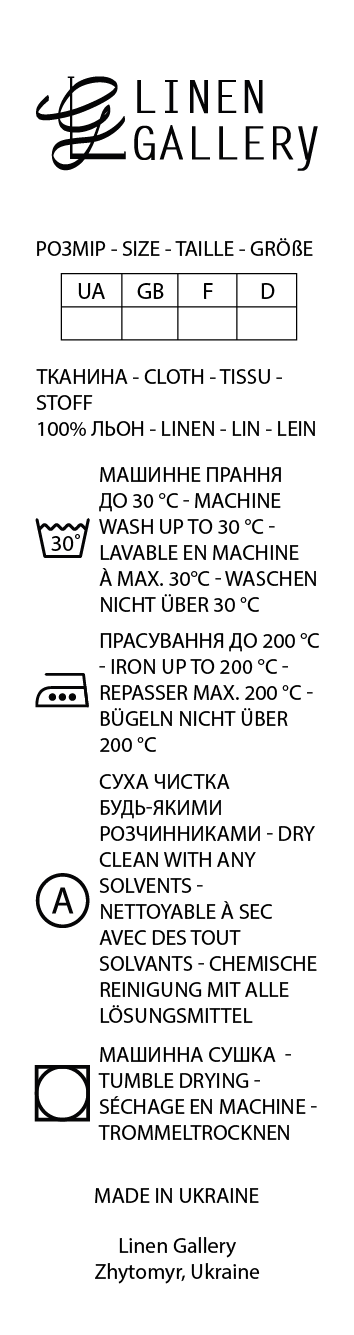 LINEN
GALLERY
РОЗМІР - SIZE - TAILLE - GRÖßE
UA GB F D
ТКАНИНА - CLOTH - TISSU -
STOFF
100% ЛЬОН - LINEN - LIN - LEIN
МАШИННЕ ПРАННЯ
ДО 30 °C - MACHINE
WASH UP TO 30 °C -
LAVABLE EN MACHINE
À MAX. 30°C - WASCHEN
NICHT ÜBER 30 °C
30°
ПРАСУВАННЯ ДО 200 °C
- IRON UP TO 200 °C -
REPASSER MAX. 200 °C -
BÜGELN NICHT ÜBER
200 °C
СУХА ЧИСТКА
БУДЬ-ЯКИМИ
РОЗЧИННИКАМИ - DRY
CLEAN WITH ANY
SOLVENTS -
NETTOYABLE À SEC
AVEC DES TOUT
SOLVANTS - CHEMISCHE
REINIGUNG MIT ALLE
LÖSUNGSMITTEL
A
МАШИННА СУШКА -
TUMBLE DRYING -
SÉCHAGE EN MACHINE -
TROMMELTROCKNEN
MADE IN UKRAINE
Linen Gallery
Zhytomyr, Ukraine